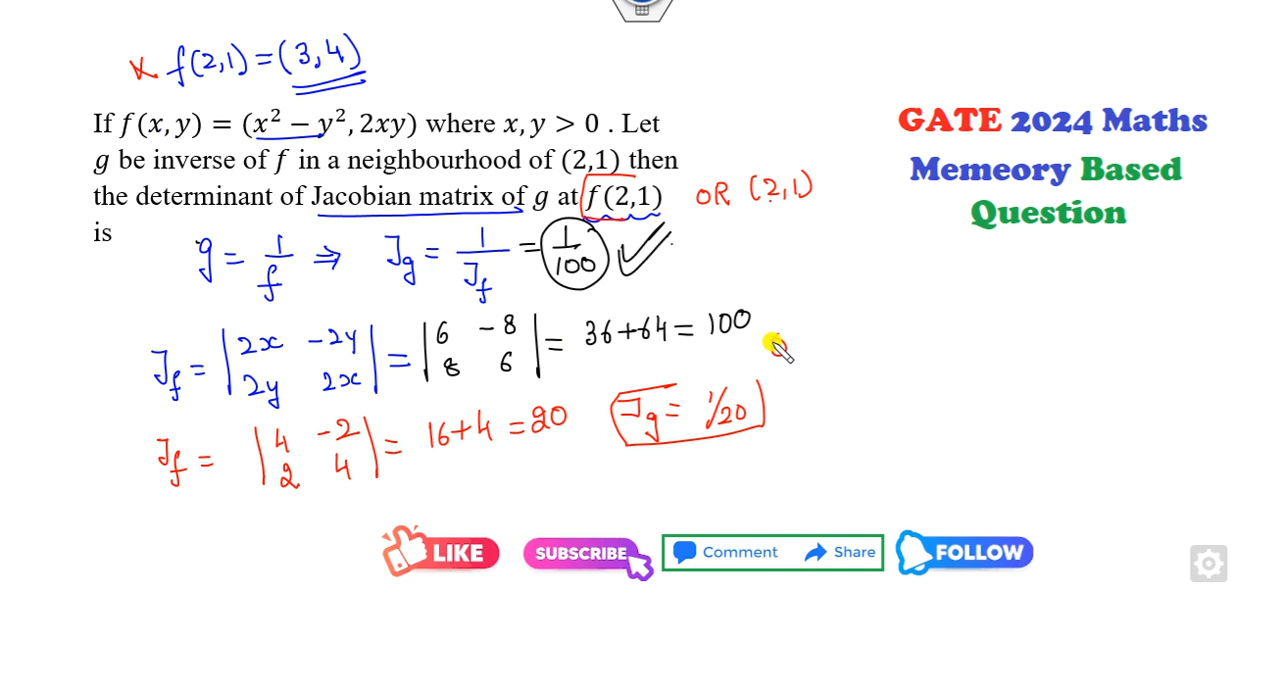 × f(2,1) = (3,4)
If f(x, y) = (x² − y², 2xy) where x, y > 0 . Let
g be inverse of f in a neighbourhood of (2,1) then
the determinant of Jacobian matrix of g at f(2,1) OR (2,1)
is
GATE 2024 Maths
Memeory Based
Question
g = 1/f ⇒ J_g = 1/J_f = 1/100 ✓
J_f = |2x −2y; 2y 2x| = |6 −8; 8 6| = 36+64 = 100
J_f = |4 −2; 2 4| = 16+4 = 20 J_g = 1/20
LIKE SUBSCRIBE Comment Share FOLLOW